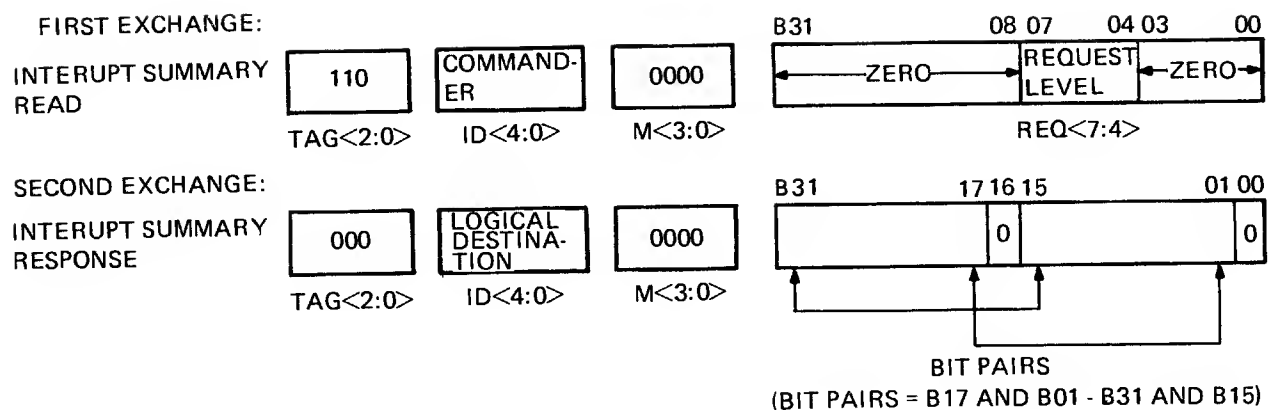 FIRST EXCHANGE:
B31 08 07 04 03 00
INTERUPT SUMMARY
READ
110
COMMAND-
ER
0000
ZERO
REQUEST
LEVEL
ZERO
TAG<2:0> ID<4:0> M<3:0> REQ<7:4>
SECOND EXCHANGE:
B31 17 16 15 01 00
INTERUPT SUMMARY
RESPONSE
000
LOGICAL
DESTINA-
TION
0000
0
0
TAG<2:0> ID<4:0> M<3:0>
BIT PAIRS
(BIT PAIRS = B17 AND B01 - B31 AND B15)